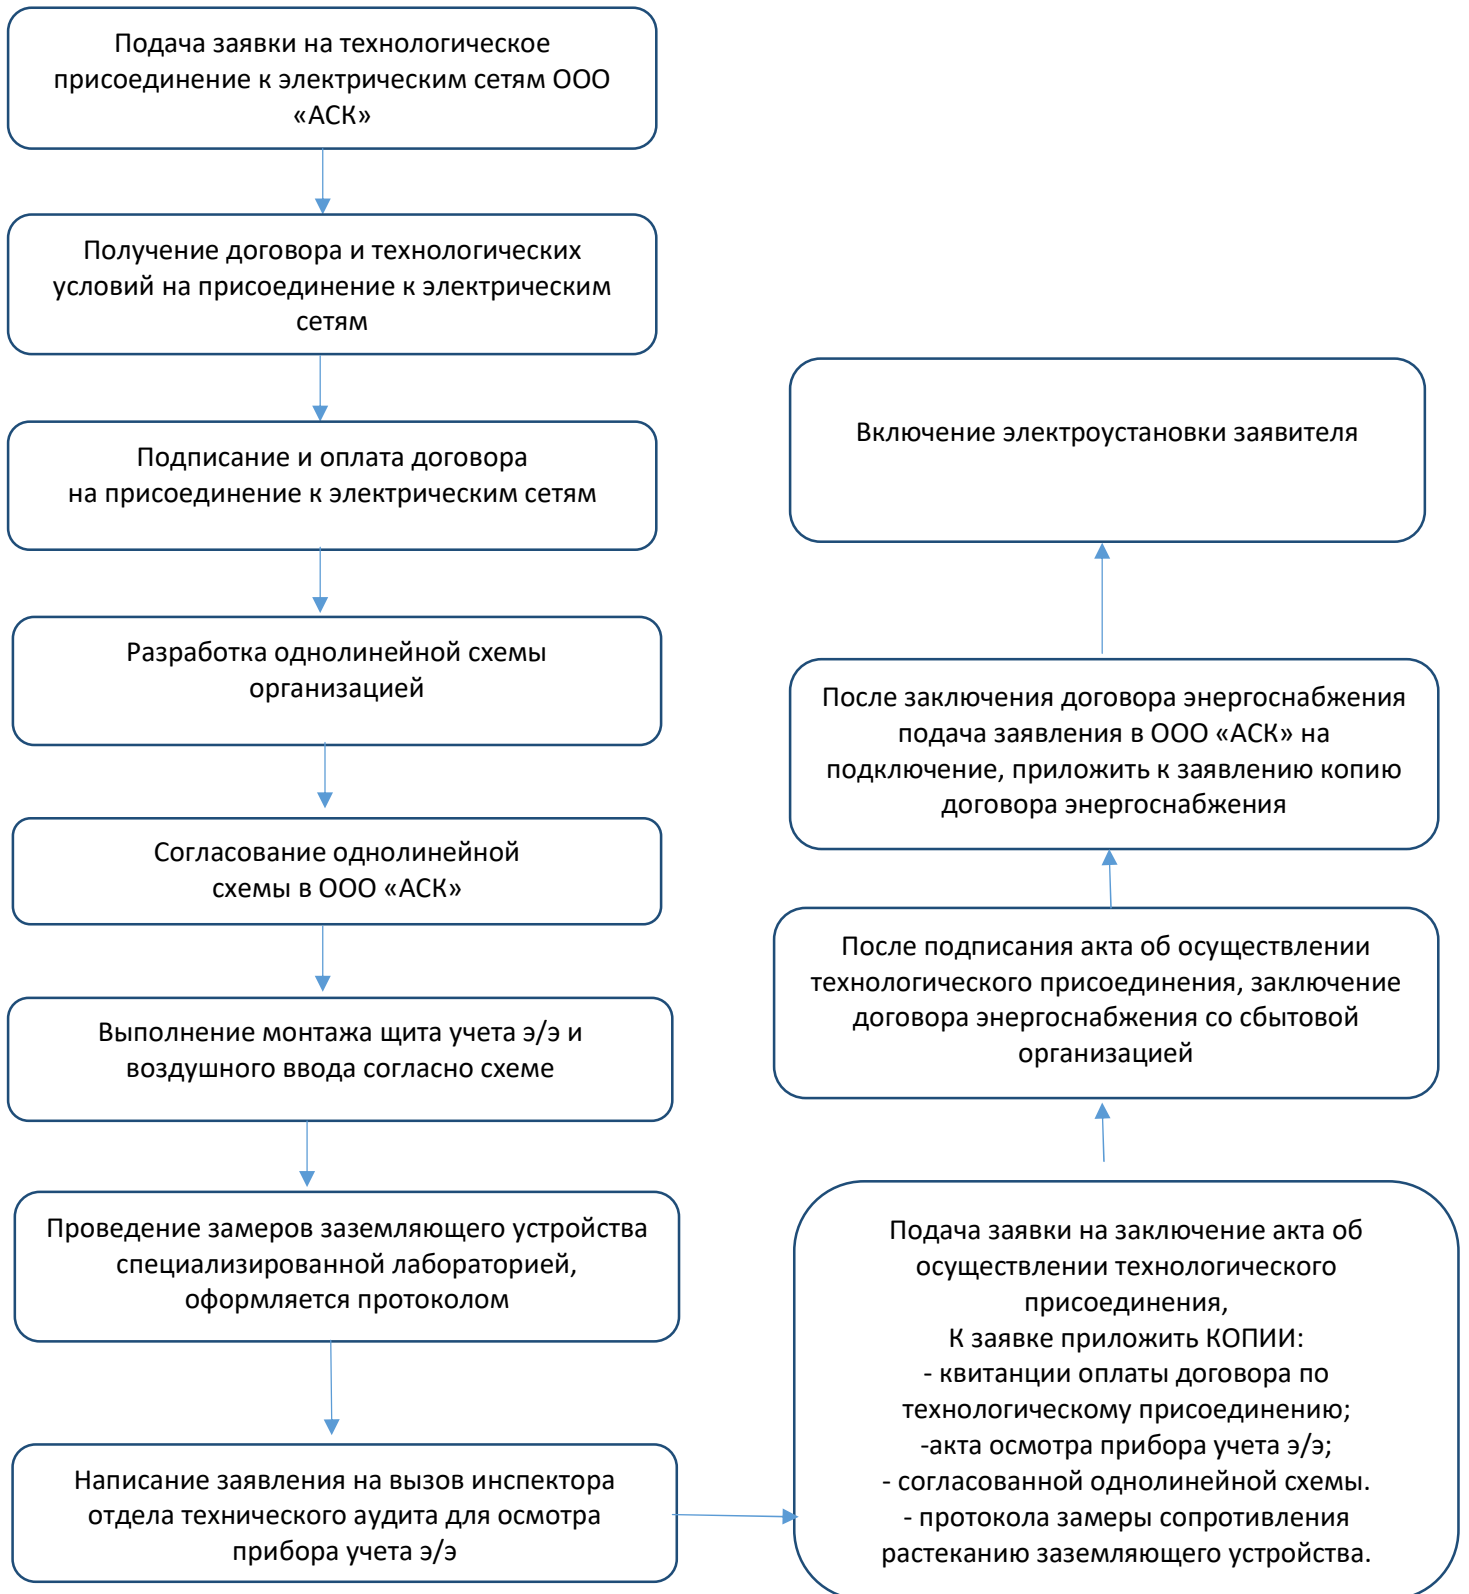 Подача заявки на технологическое
присоединение к электрическим сетям ООО
«АСК»
Получение договора и технологических
условий на присоединение к электрическим
сетям
Подписание и оплата договора
на присоединение к электрическим сетям
Разработка однолинейной схемы
организацией
Согласование однолинейной
схемы в ООО «АСК»
Выполнение монтажа щита учета э/э и
воздушного ввода согласно схеме
Проведение замеров заземляющего устройства
специализированной лабораторией,
оформляется протоколом
Написание заявления на вызов инспектора
отдела технического аудита для осмотра
прибора учета э/э
Подача заявки на заключение акта об
осуществлении технологического
присоединения,
К заявке приложить КОПИИ:
- квитанции оплаты договора по
технологическому присоединению;
-акта осмотра прибора учета э/э;
- согласованной однолинейной схемы.
- протокола замеры сопротивления
растеканию заземляющего устройства.
После подписания акта об осуществлении
технологического присоединения, заключение
договора энергоснабжения со сбытовой
организацией
После заключения договора энергоснабжения
подача заявления в ООО «АСК» на
подключение, приложить к заявлению копию
договора энергоснабжения
Включение электроустановки заявителя